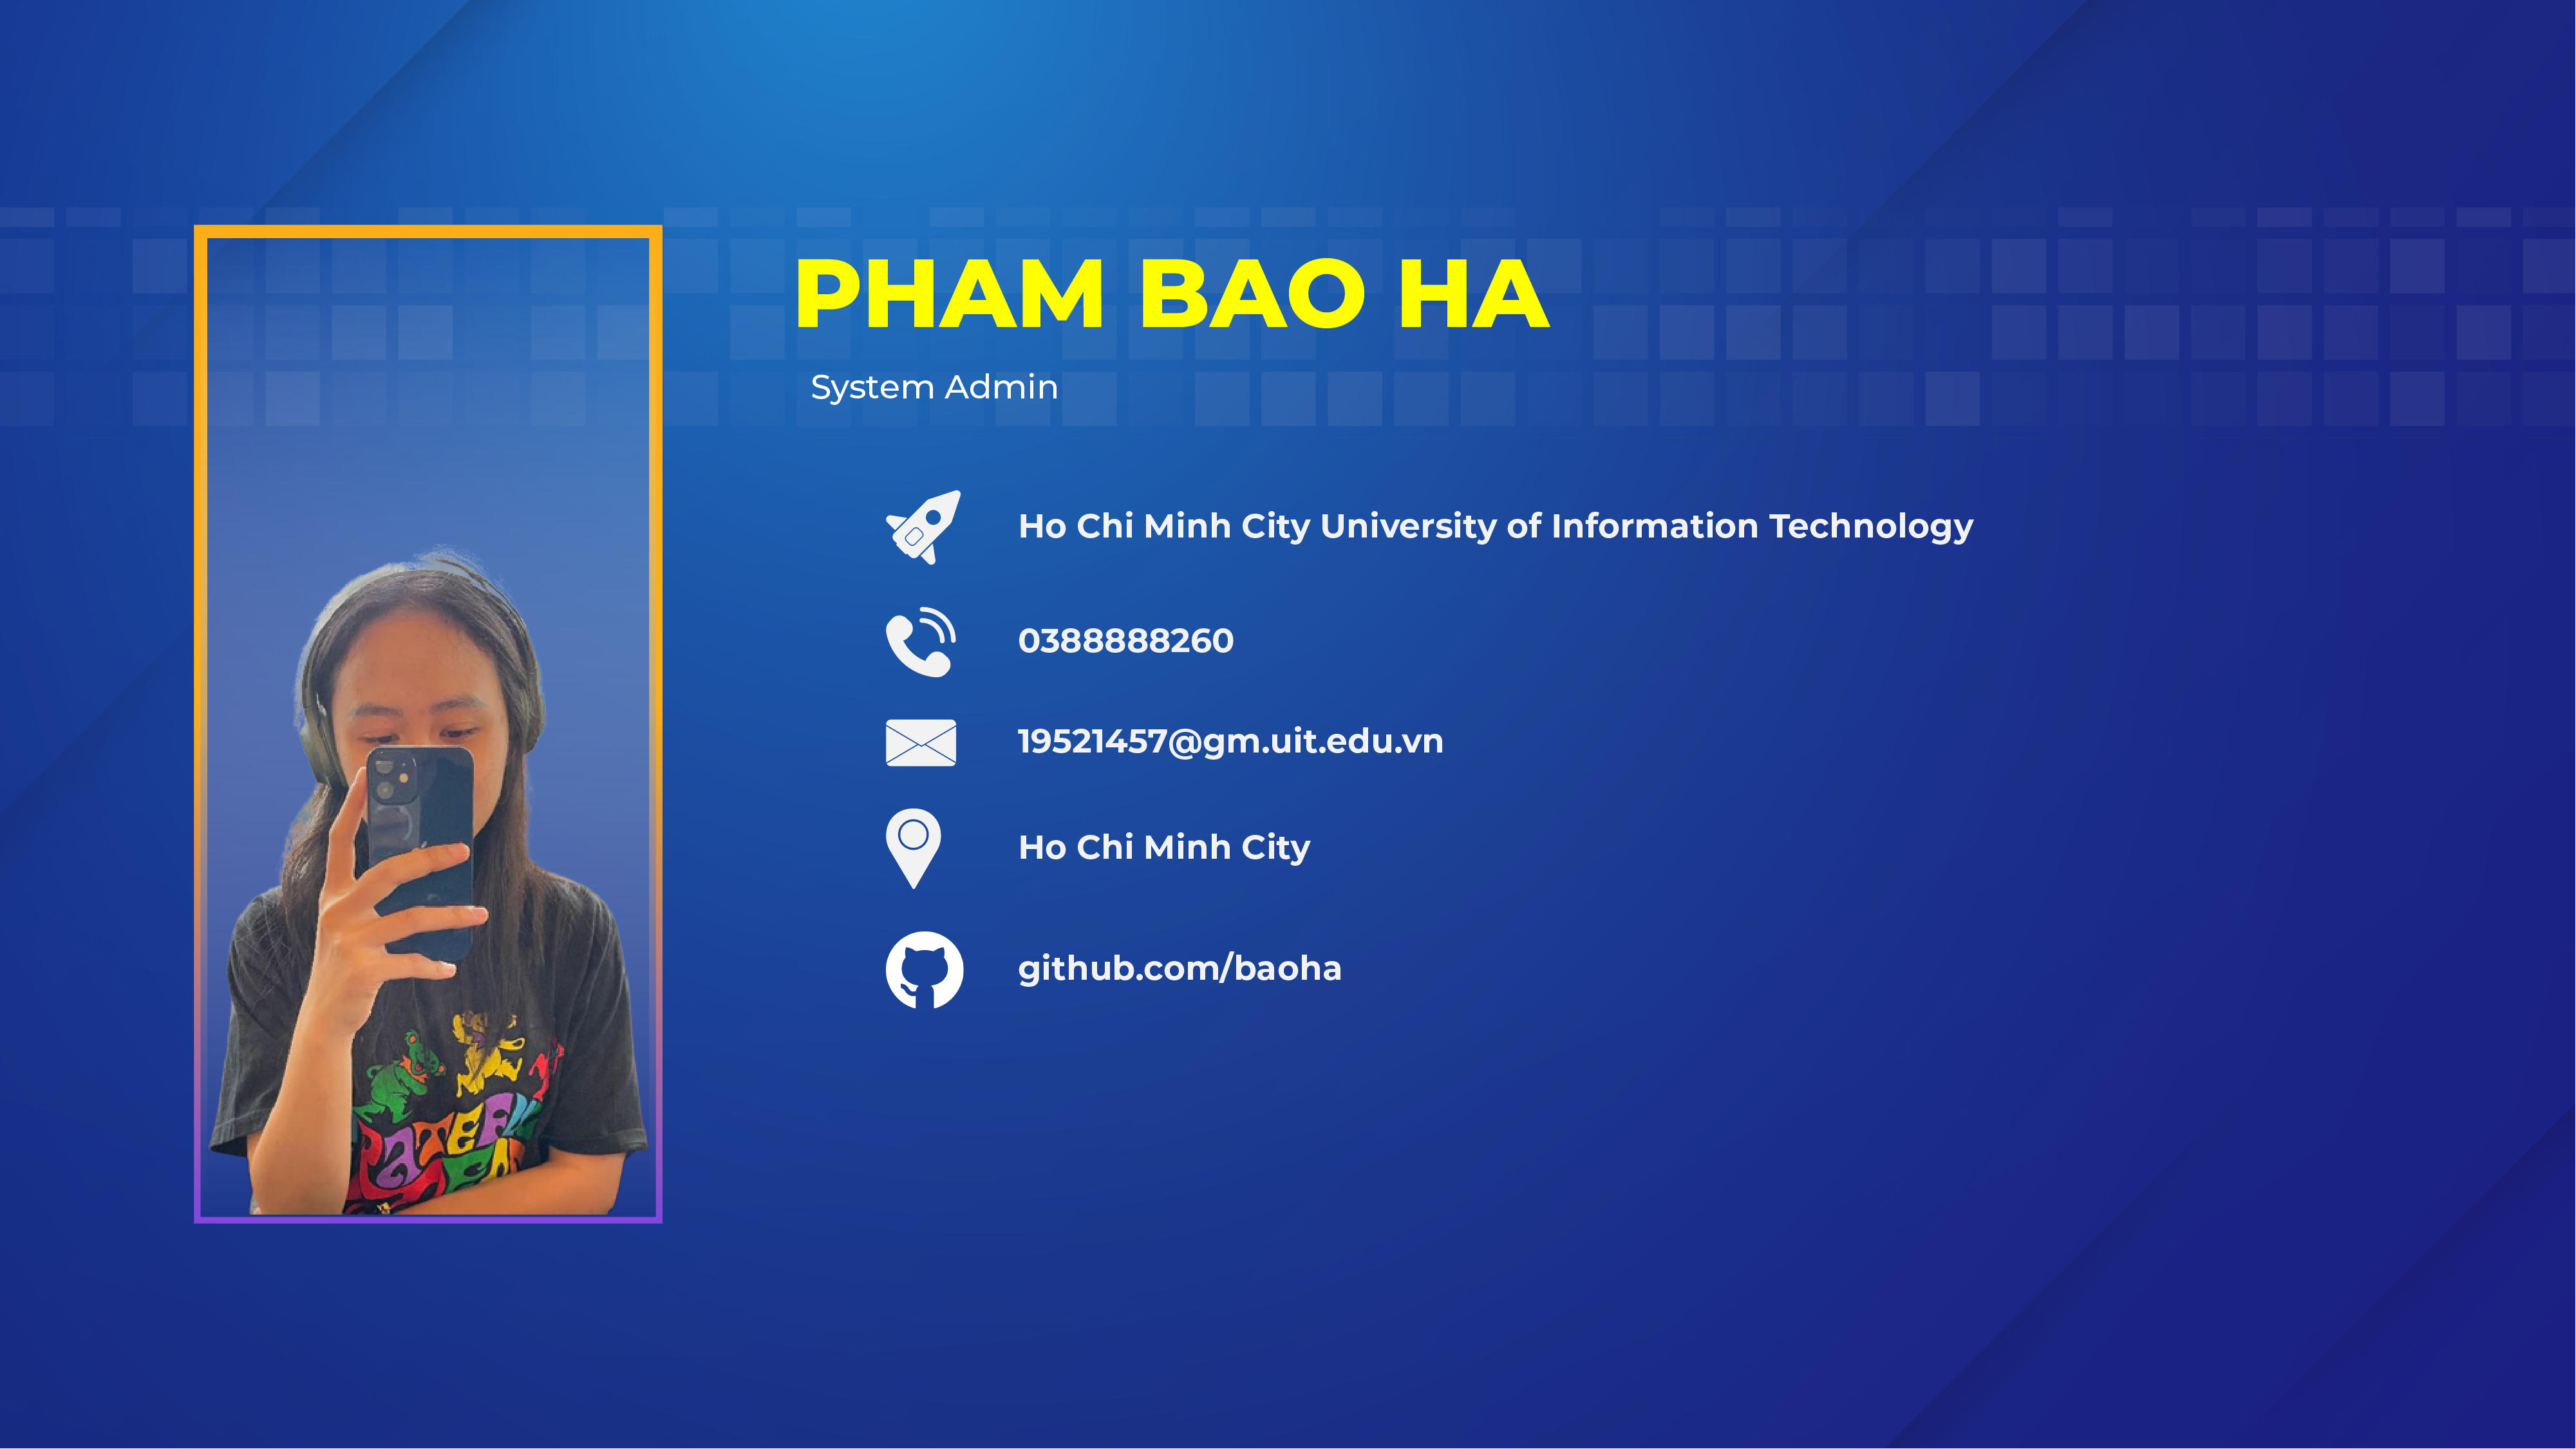 PHAM BAO HA
System Admin
Ho Chi Minh City University of Information Technology
0388888260
19521457@gm.uit.edu.vn
Ho Chi Minh City
github.com/baoha